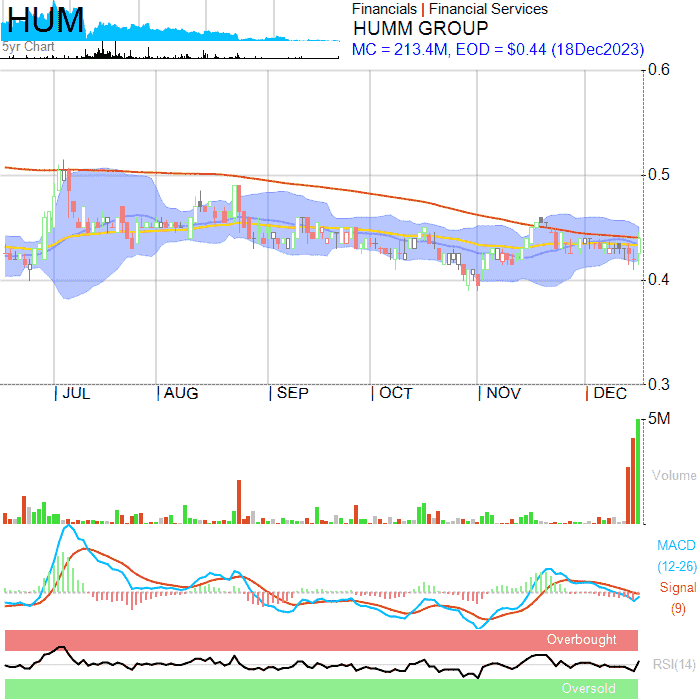 HUM
5yr Chart
Financials | Financial Services
HUMM GROUP
MC = 213.4M, EOD = $0.44 (18Dec2023)
0.6
0.5
0.4
0.3
JUL AUG SEP OCT NOV DEC
5M
Volume
MACD
(12-26)
Signal
(9)
Overbought
RSI(14)
Oversold